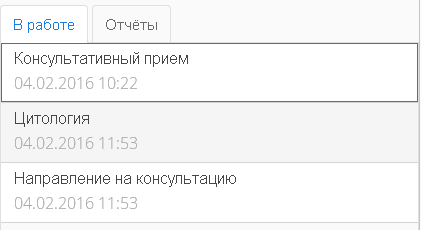 В работе Отчёты
Консультативный прием
04.02.2016 10:22
Цитология
04.02.2016 11:53
Направление на консультацию
04.02.2016 11:53